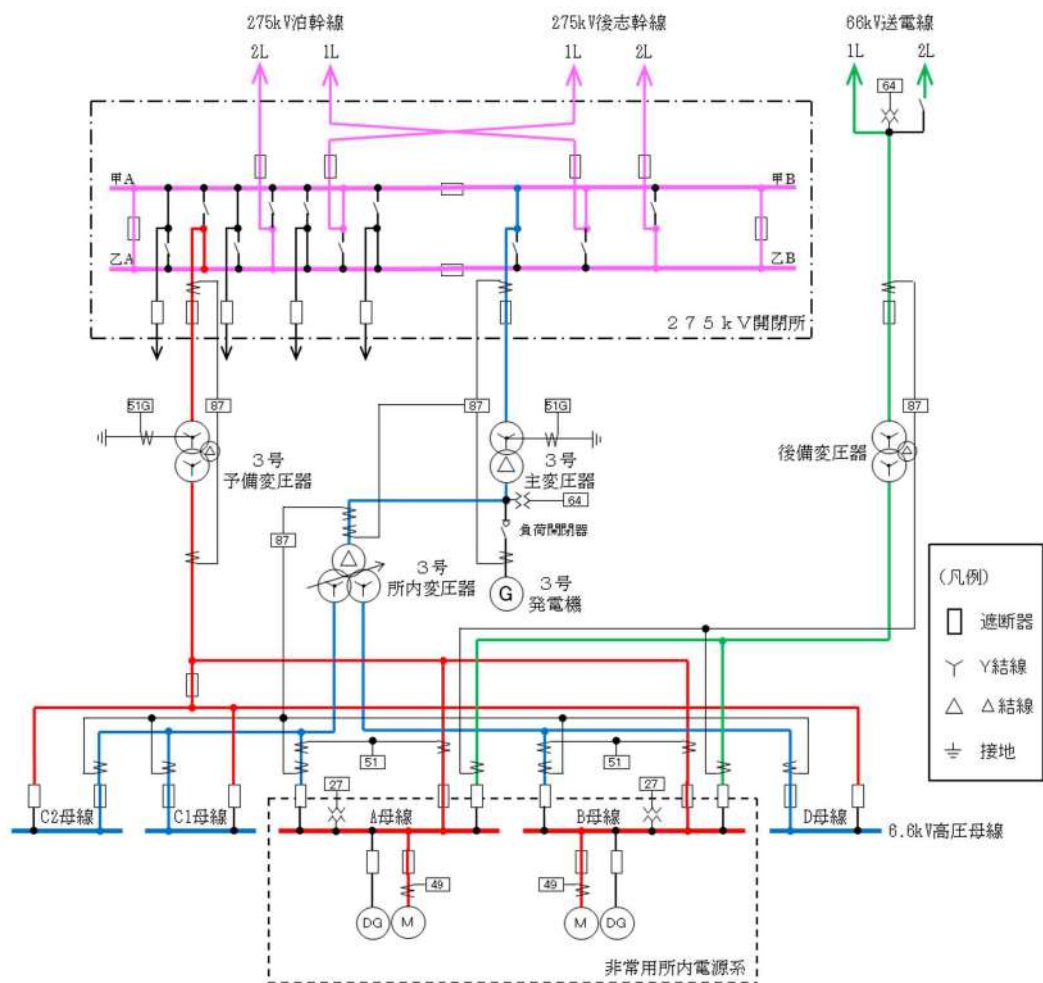 275kV泊幹線
275kV後志幹線
66kV送電線
2L
1L
1L
2L
1L
2L
64
甲A
甲B
乙A
乙B
275kV開閉所
51G
87
87
51G
87
3号
予備変圧器
3号
主変圧器
後備変圧器
64
負荷開閉器
87
3号
所内変圧器
G
3号
発電機
(凡例)
遮断器
Y結線
△結線
接地
51
51
27
27
C2母線
C1母線
A母線
B母線
D母線
6.6kV高圧母線
49
49
DG
M
M
DG
非常用所内電源系